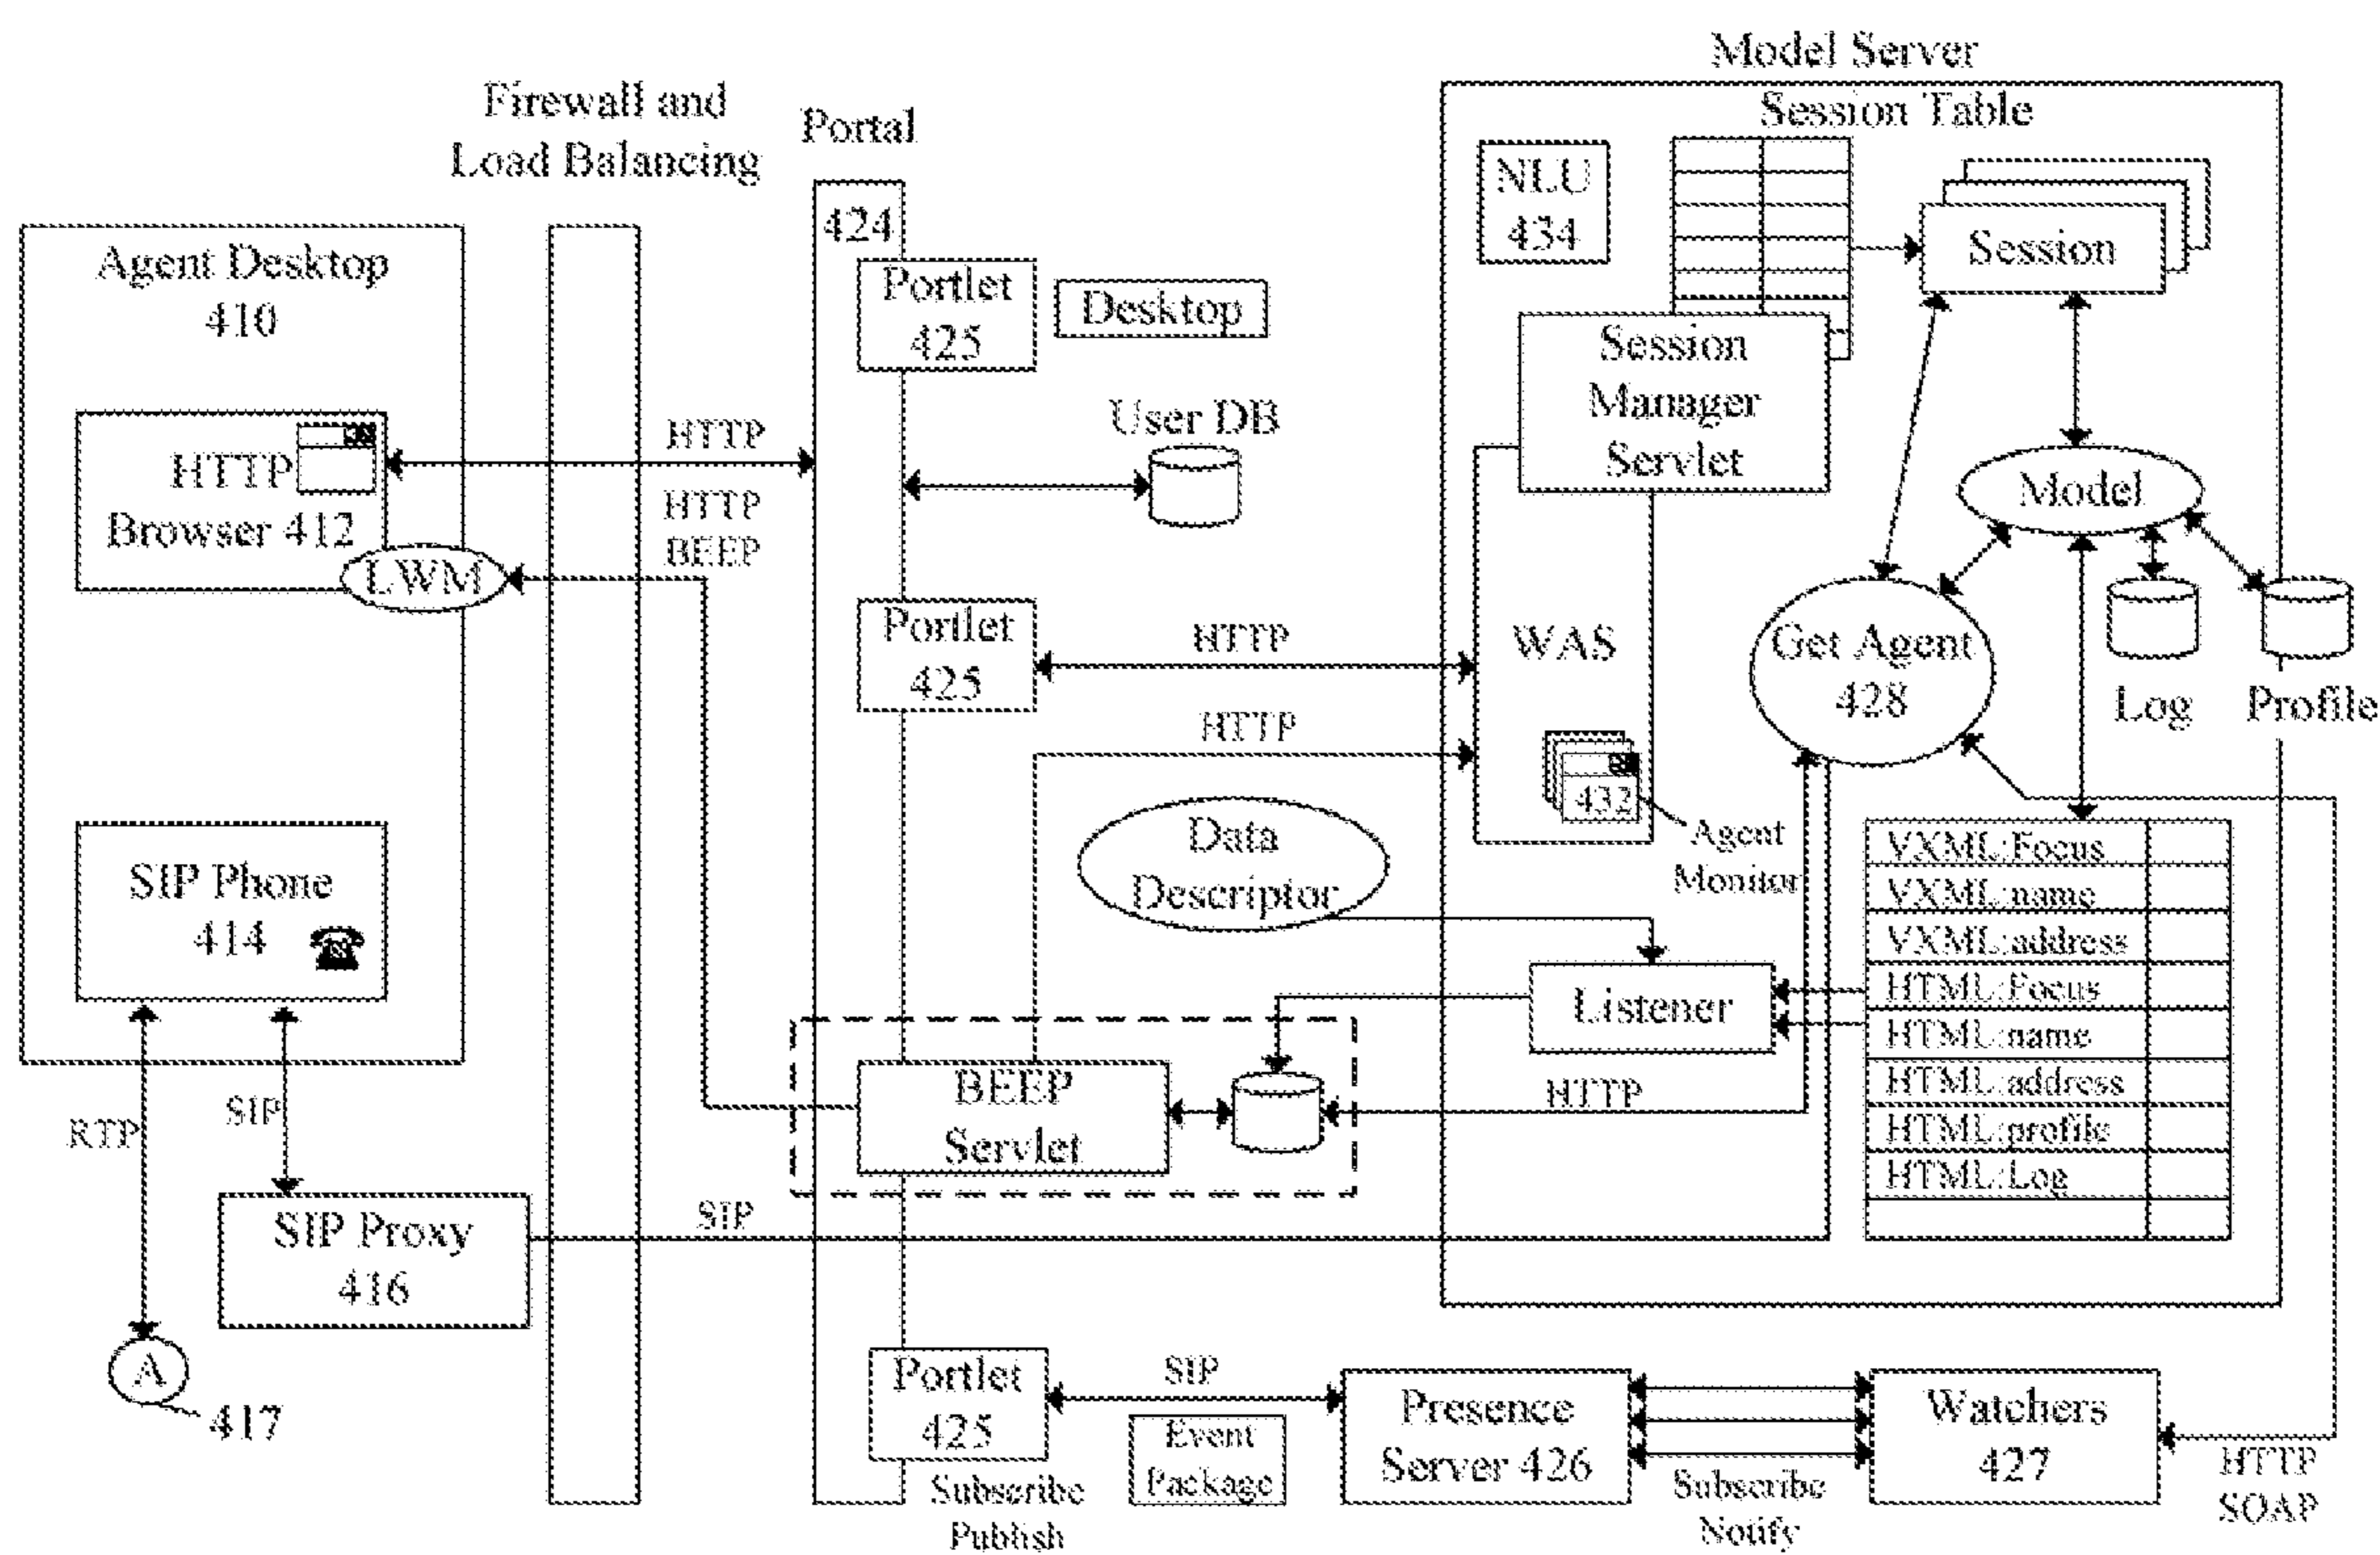 Model Server
Firewall and
Load Balancing
Portal
Session Table
NLU
434
Session
424
Agent Desktop
410
Portlet
425
Desktop
Session
Manager
Servlet
User DB
HTTP
HTTP
Browser 412
HTTP
BEEP
LWM
Model
Portlet
425
HTTP
WAS
Get Agent
428
Log
Profile
HTTP
432
Agent
Monitor
Data
Descriptor
SIP Phone
414
VXML:Focus
VXML:name
VXML:address
HTML:Focus
HTML:name
HTML:address
HTML:profile
HTML:Log
Listener
BEEP
Servlet
HTTP
RTP
SIP
SIP
SIP Proxy
416
A
417
Portlet
425
SIP
Event
Package
Presence
Server 426
Watchers
427
Subscribe
Publish
Subscribe
Notify
HTTP
SOAP